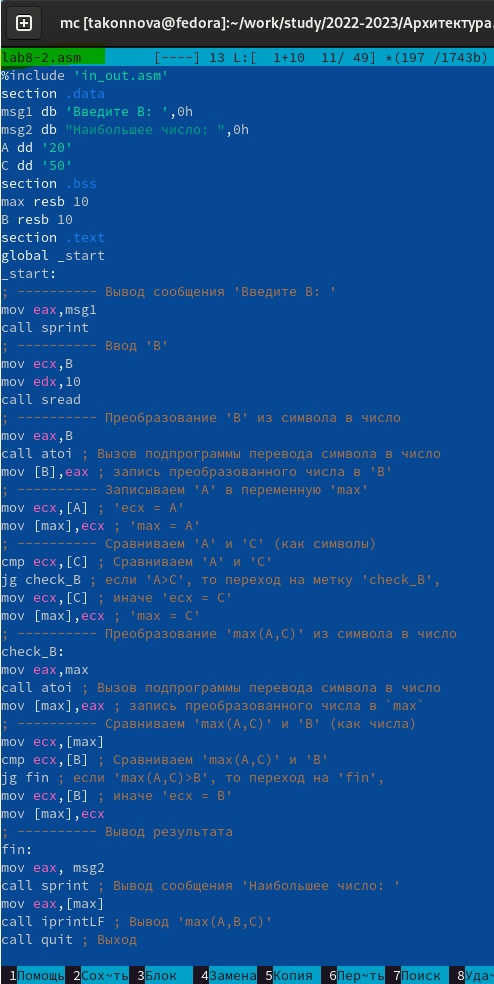 mc [takonnova@fedora]:~/work/study/2022-2023/Архитектура
lab8-2.asm [----] 13 L:[ 1+10 11/ 49] *(197 /1743b)
%include 'in_out.asm'
section .data
msg1 db 'Введите B: ',0h
msg2 db "Наибольшее число: ",0h
A dd '20'
C dd '50'
section .bss
max resb 10
B resb 10
section .text
global _start
_start:
; ---------- Вывод сообщения 'Введите B: '
mov eax,msg1
call sprint
; ---------- Ввод 'B'
mov ecx,B
mov edx,10
call sread
; ---------- Преобразование 'B' из символа в число
mov eax,B
call atoi ; Вызов подпрограммы перевода символа в число
mov [B],eax ; запись преобразованного числа в 'B'
; ---------- Записываем 'A' в переменную 'max'
mov ecx,[A] ; 'ecx = A'
mov [max],ecx ; 'max = A'
; ---------- Сравниваем 'A' и 'C' (как символы)
cmp ecx,[C] ; Сравниваем 'A' и 'C'
jg check_B ; если 'A>C', то переход на метку 'check_B',
mov ecx,[C] ; иначе 'ecx = C'
mov [max],ecx ; 'max = C'
; ---------- Преобразование 'max(A,C)' из символа в число
check_B:
mov eax,max
call atoi ; Вызов подпрограммы перевода символа в число
mov [max],eax ; запись преобразованного числа в `max`
; ---------- Сравниваем 'max(A,C)' и 'B' (как числа)
mov ecx,[max]
cmp ecx,[B] ; Сравниваем 'max(A,C)' и 'B'
jg fin ; если 'max(A,C)>B', то переход на 'fin',
mov ecx,[B] ; иначе 'ecx = B'
mov [max],ecx
; ---------- Вывод результата
fin:
mov eax, msg2
call sprint ; Вывод сообщения 'Наибольшее число: '
mov eax,[max]
call iprintLF ; Вывод 'max(A,B,C)'
call quit ; Выход
1Помощь 2Сох~ть 3Блок 4Замена 5Копия 6Пер~ть 7Поиск 8Уда~